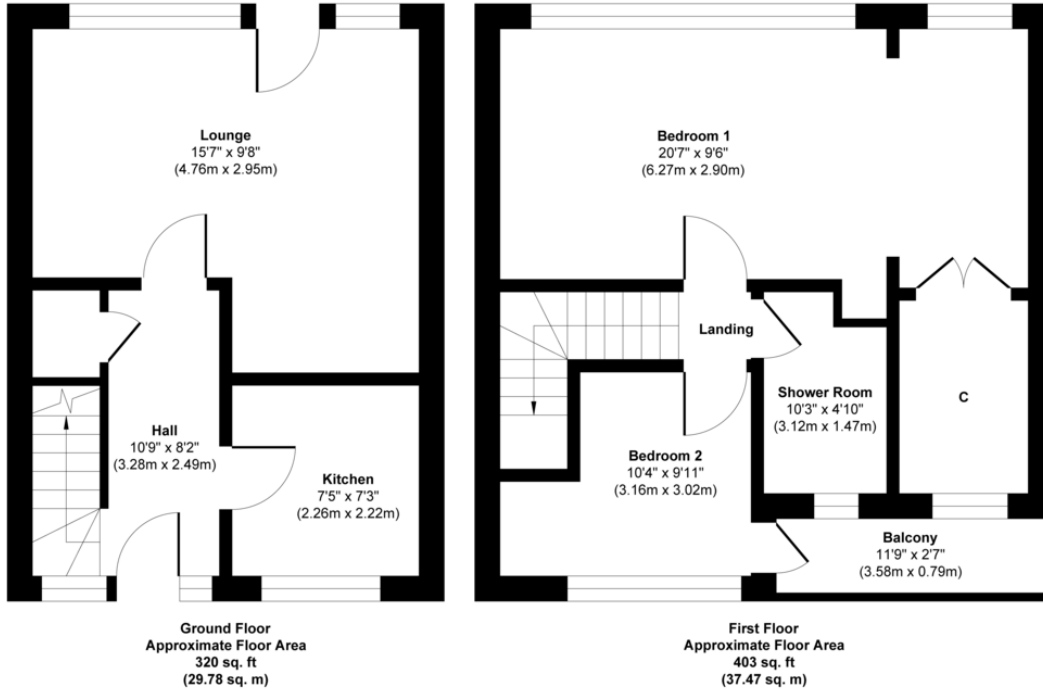 Lounge
15'7" x 9'8"
(4.76m x 2.95m)
Hall
10'9" x 8'2"
(3.28m x 2.49m)
Kitchen
7'5" x 7'3"
(2.26m x 2.22m)
Ground Floor
Approximate Floor Area
320 sq. ft
(29.78 sq. m)
Bedroom 1
20'7" x 9'6"
(6.27m x 2.90m)
Landing
Shower Room
10'3" x 4'10"
(3.12m x 1.47m)
C
Bedroom 2
10'4" x 9'11"
(3.16m x 3.02m)
Balcony
11'9" x 2'7"
(3.58m x 0.79m)
First Floor
Approximate Floor Area
403 sq. ft
(37.47 sq. m)